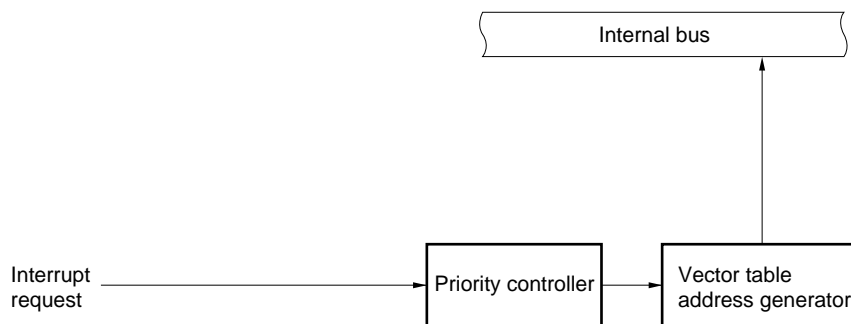 Internal bus
Interrupt
request
Priority controller
Vector table
address generator